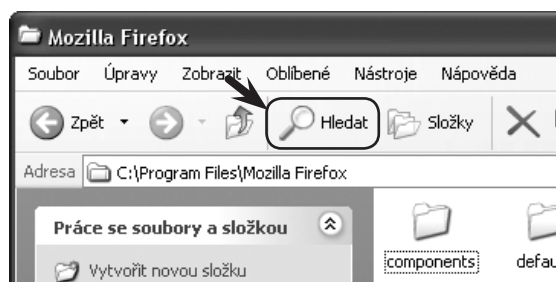 Mozilla Firefox
Soubor Úpravy Zobrazit Oblíbené Nástroje Nápověda
Zpět Hledat Složky
Adresa C:\Program Files\Mozilla Firefox
Práce se soubory a složkou
Vytvořit novou složku
components defau